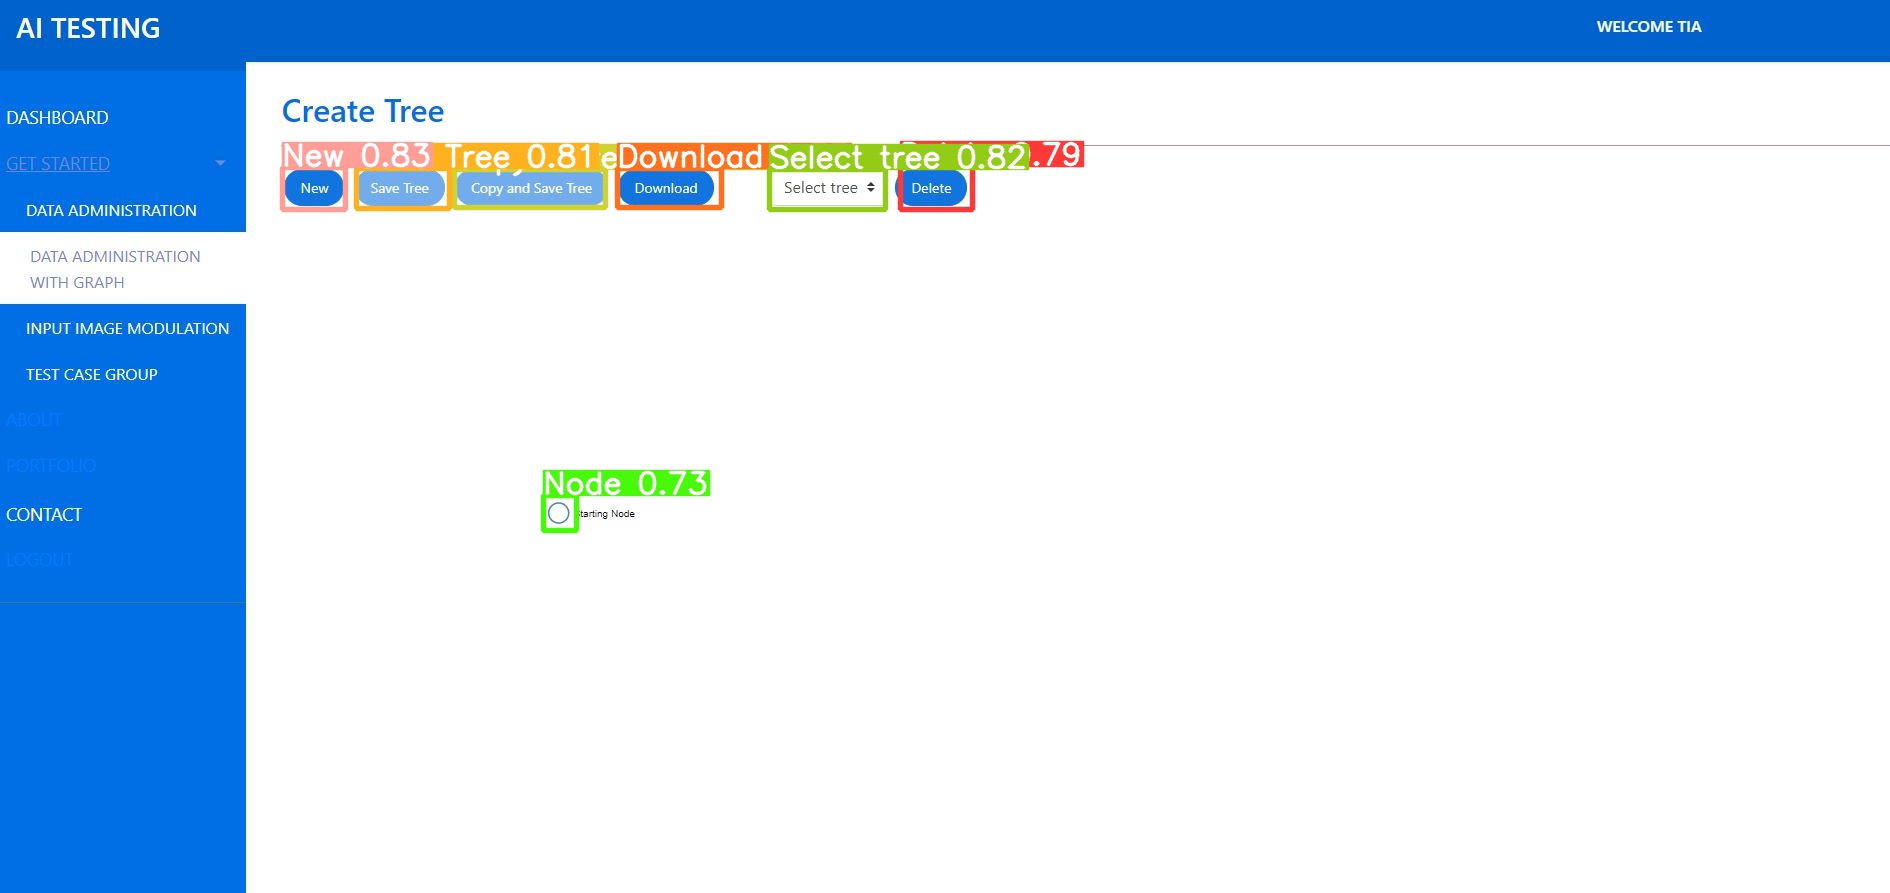 AI TESTING
WELCOME TIA
DASHBOARD
GET STARTED
DATA ADMINISTRATION
DATA ADMINISTRATION
WITH GRAPH
INPUT IMAGE MODULATION
TEST CASE GROUP
ABOUT
PORTFOLIO
CONTACT
LOGOUT
Create Tree
New 0.83 Tree 0.81 Download Select tree 0.82 .79
New Save Tree Copy and Save Tree Download Select tree Delete
Node 0.73
Starting Node